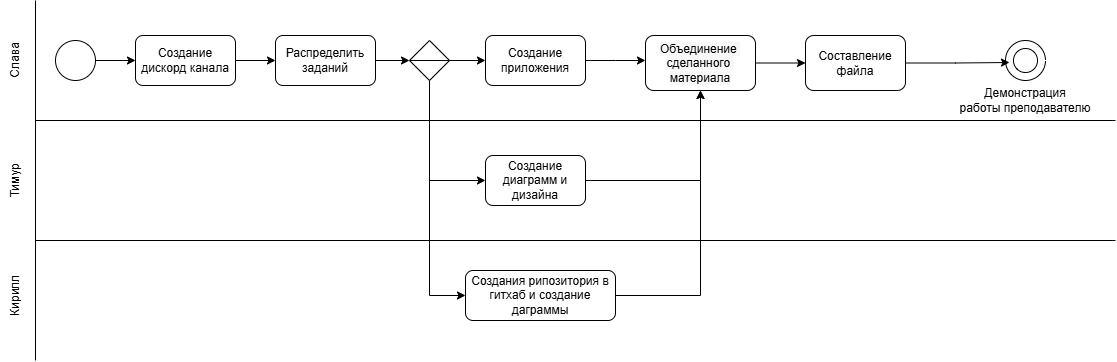 Слава
Создание
дискорд канала
Распределить
заданий
Создание
приложения
Объединение
сделанного
материала
Составление
файла
Демонстрация
работы преподавателю
Тимур
Создание
диаграмм и
дизайна
Кирипл
Создания рипозитория в
гитхаб и создание
даграммы